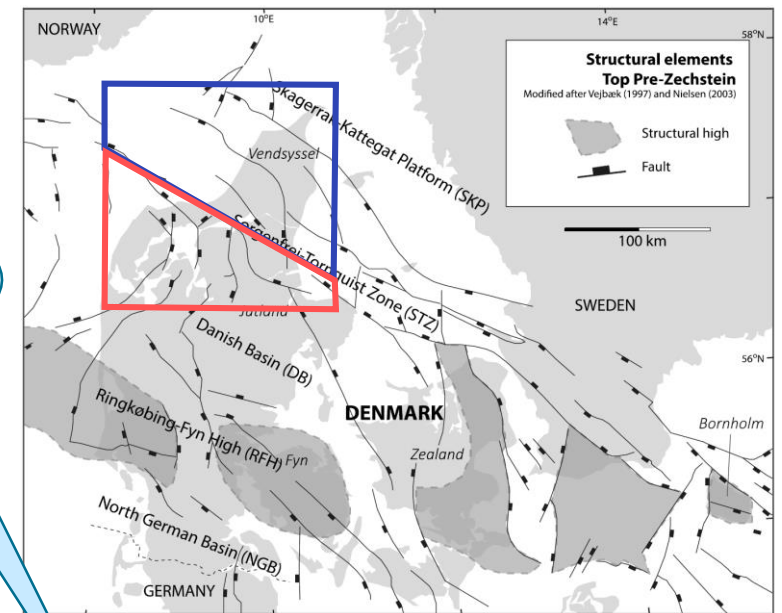 NORWAY
10°E
14°E
58°N
Structural elements
Top Pre-Zechstein
Modified after Vejbæk (1997) and Nielsen (2003)
Structural high
Fault
100 km
Skagerrak-Kattegat Platform (SKP)
Vendsyssel
Sorgenfrei-Tornquist Zone (STZ)
SWEDEN
Jutland
Danish Basin (DB)
56°N
DENMARK
Ringkøbing-Fyn High (RFH)
Fyn
Zealand
Bornholm
North German Basin (NGB)
GERMANY